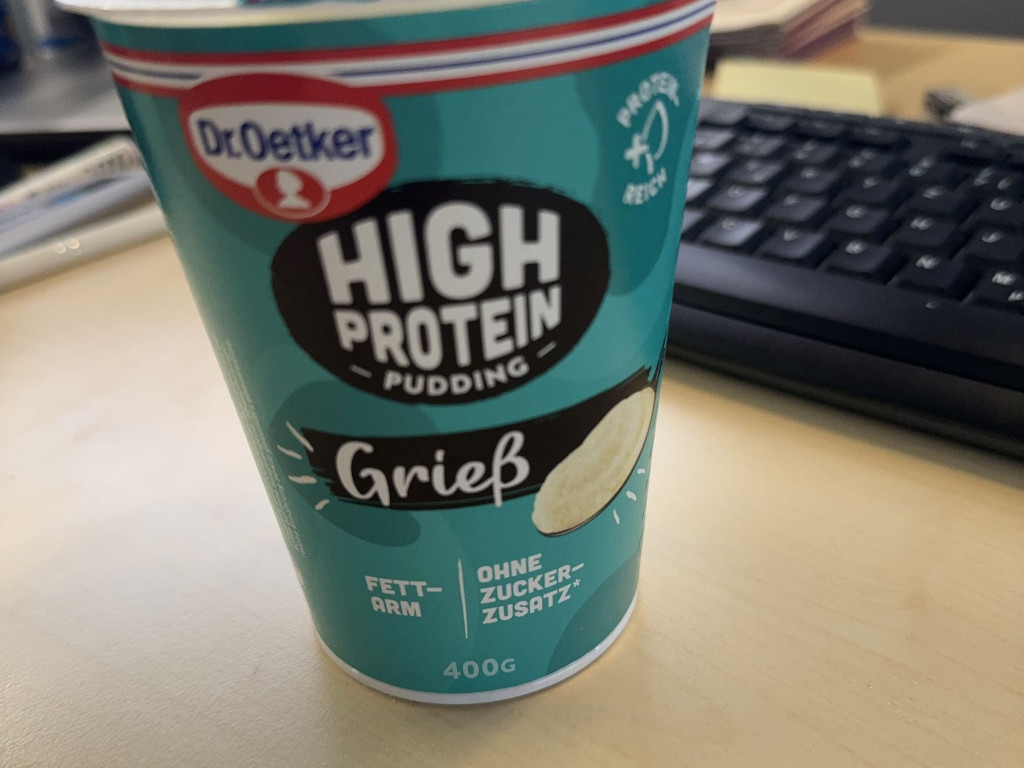 Dr.Oetker
PROTEIN
REICH
HIGH
PROTEIN
PUDDING
Grieß
FETT-
ARM
OHNE
ZUCKER-
ZUSATZ*
400G